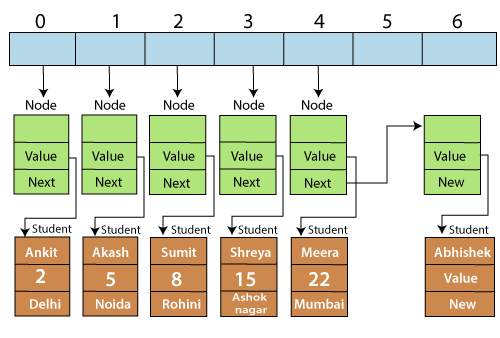 0 1 2 3 4 5 6
Node Node Node Node Node
Value Value Value Value Value Value
Next Next Next Next Next New
Student Student Student Student Student Student
Ankit Akash Sumit Shreya Meera Abhishek
2 5 8 15 22 Value
Delhi Noida Rohini Ashok nagar Mumbai New